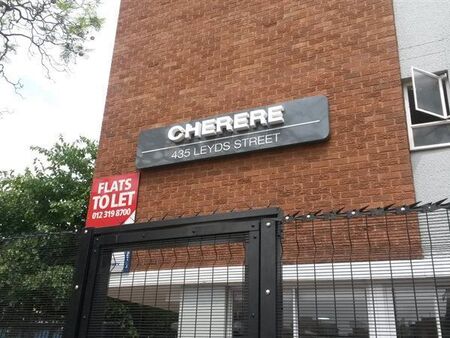 CHERERE
435 LEYDS STREET
FLATS
TO LET
012 319 8700